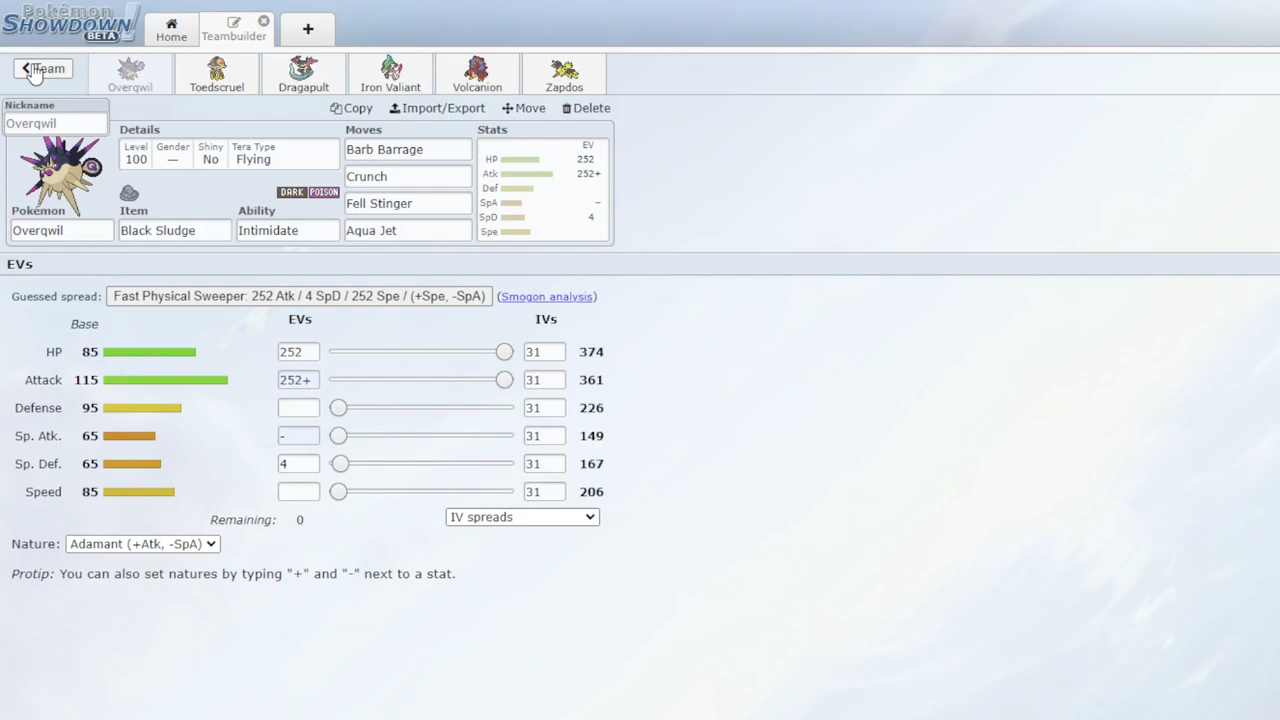 Pokémon
SHOWDOWN!
BETA
Home
Teambuilder
+
Team
Overqwil
Toedscruel
Dragapult
Iron Valiant
Volcanion
Zapdos
Copy
Import/Export
Move
Delete
Nickname
Overqwil
Details
Level
100
Gender
—
Shiny
No
Tera Type
Flying
DARK POISON
Pokémon
Overqwil
Item
Black Sludge
Ability
Intimidate
Moves
Barb Barrage
Crunch
Fell Stinger
Aqua Jet
Stats
EV
HP 252
Atk 252+
Def
SpA –
SpD 4
Spe
EVs
Guessed spread: Fast Physical Sweeper: 252 Atk / 4 SpD / 252 Spe / (+Spe, -SpA) (Smogon analysis)
Base EVs IVs
HP 85 252 31 374
Attack 115 252+ 31 361
Defense 95 31 226
Sp. Atk. 65 - 31 149
Sp. Def. 65 4 31 167
Speed 85 31 206
Remaining: 0
IV spreads
Nature: Adamant (+Atk, -SpA)
Protip: You can also set natures by typing "+" and "-" next to a stat.